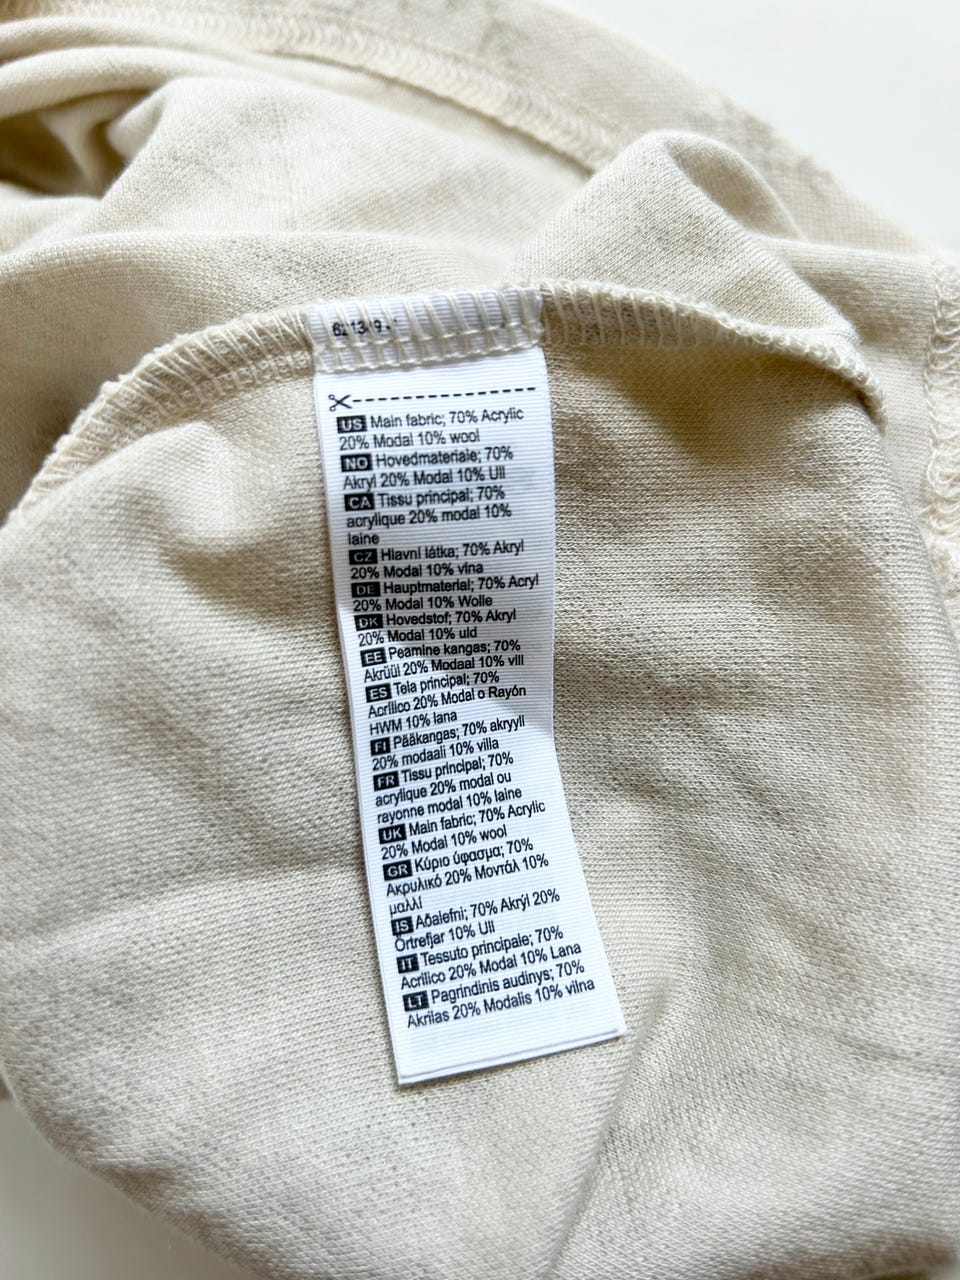 US Main fabric; 70% Acrylic
20% Modal 10% wool
NO Hovedmateriale; 70%
Akryl 20% Modal 10% Ull
CA Tissu principal; 70%
acrylique 20% modal 10%
laine
CZ Hlavní látka; 70% Akryl
20% Modal 10% vlna
DE Hauptmaterial; 70% Acryl
20% Modal 10% Wolle
DK Hovedstof; 70% Akryl
20% Modal 10% uld
EE Peamine kangas; 70%
Akrüül 20% Modaal 10% vill
ES Tela principal; 70%
Acrílico 20% Modal o Rayón
HWM 10% lana
FI Pääkangas; 70% akryyli
20% modaali 10% villa
FR Tissu principal; 70%
acrylique 20% modal ou
rayonne modal 10% laine
UK Main fabric; 70% Acrylic
20% Modal 10% wool
GR Κύριο ύφασμα; 70%
Ακρυλικό 20% Μοντάλ 10%
μαλλί
IS Aðalefni; 70% Akrýl 20%
Örtrefjar 10% Ull
IT Tessuto principale; 70%
Acrilico 20% Modal 10% Lana
LT Pagrindinis audinys; 70%
Akrilas 20% Modalis 10% vilna